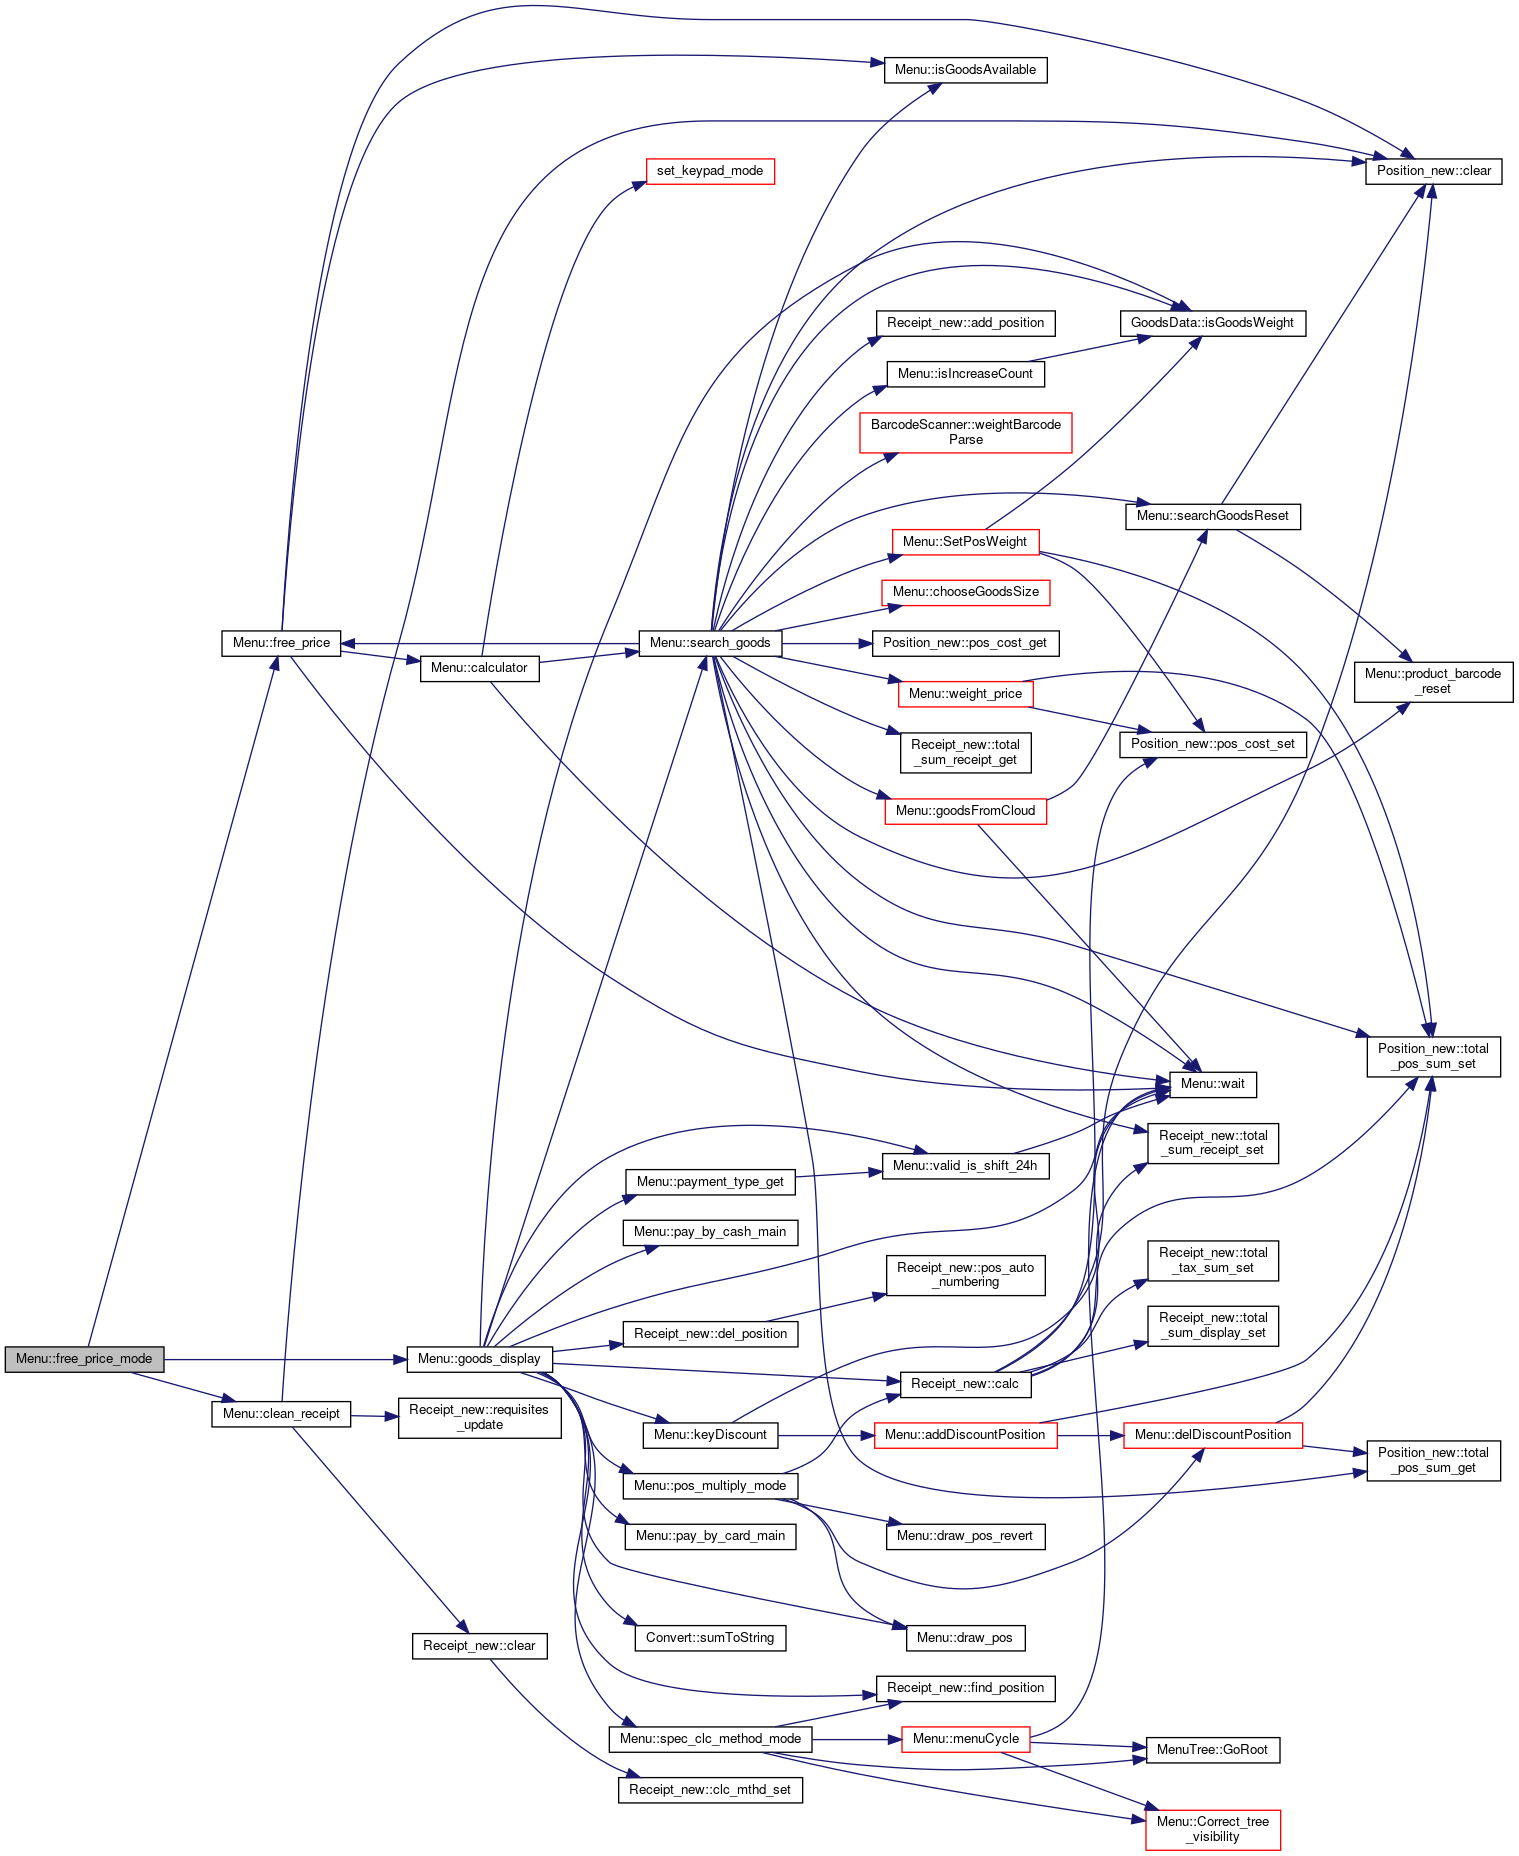 Menu::isGoodsAvailable
set_keypad_mode
Position_new::clear
Receipt_new::add_position
GoodsData::isGoodsWeight
Menu::isIncreaseCount
BarcodeScanner::weightBarcode
Parse
Menu::searchGoodsReset
Menu::SetPosWeight
Menu::chooseGoodsSize
Menu::free_price
Menu::search_goods
Position_new::pos_cost_get
Menu::calculator
Menu::product_barcode
_reset
Menu::weight_price
Position_new::pos_cost_set
Receipt_new::total
_sum_receipt_get
Menu::goodsFromCloud
Position_new::total
_pos_sum_set
Menu::wait
Receipt_new::total
_sum_receipt_set
Menu::valid_is_shift_24h
Menu::payment_type_get
Menu::pay_by_cash_main
Receipt_new::total
_tax_sum_set
Receipt_new::pos_auto
_numbering
Receipt_new::total
_sum_display_set
Receipt_new::del_position
Menu::free_price_mode
Menu::goods_display
Receipt_new::calc
Menu::clean_receipt
Receipt_new::requisites
_update
Menu::keyDiscount
Menu::addDiscountPosition
Menu::delDiscountPosition
Position_new::total
_pos_sum_get
Menu::pos_multiply_mode
Menu::pay_by_card_main
Menu::draw_pos_revert
Receipt_new::clear
Convert::sumToString
Menu::draw_pos
Receipt_new::find_position
Menu::spec_clc_method_mode
Menu::menuCycle
MenuTree::GoRoot
Receipt_new::clc_mthd_set
Menu::Correct_tree
_visibility